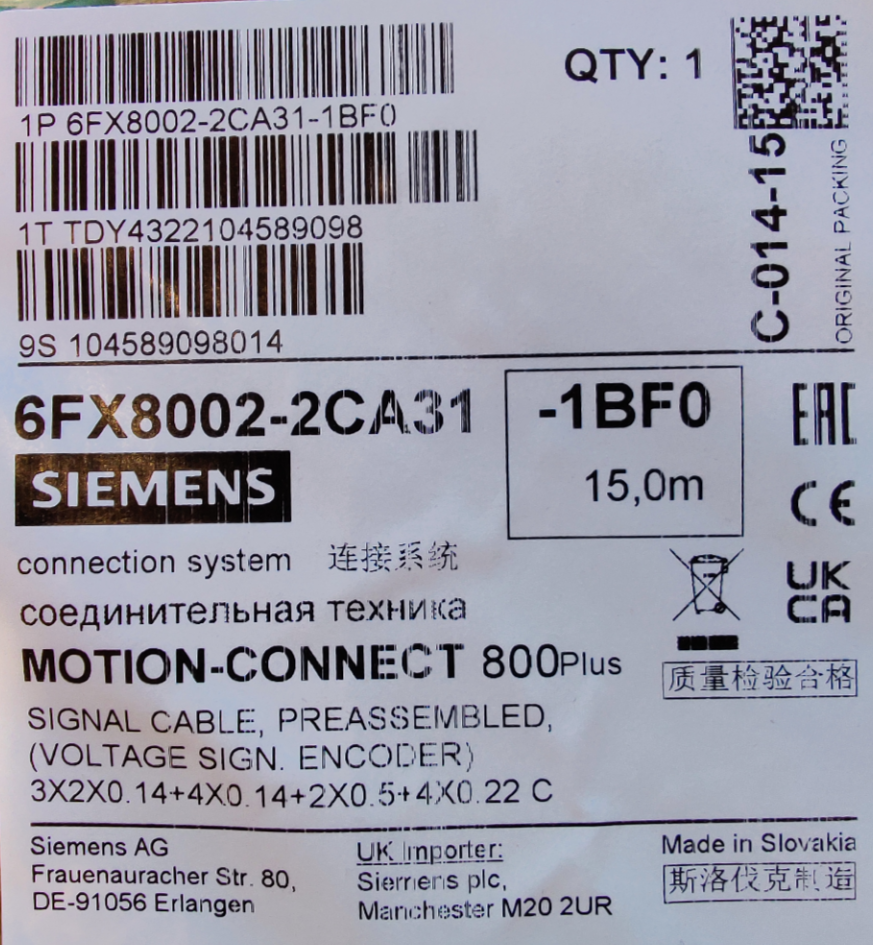 1P 6FX8002-2CA31-1BF0
QTY: 1
1T TDY4322104589098
9S 104589098014
C-014-15
ORIGINAL PACKING
6FX8002-2CA31
-1BF0
15,0m
EAC
SIEMENS
CE
connection system 连接系统
UK
CA
соединительная техника
MOTION-CONNECT 800Plus
质量检验合格
SIGNAL CABLE, PREASSEMBLED,
(VOLTAGE SIGN. ENCODER)
3X2X0.14+4X0.14+2X0.5+4X0.22 C
Siemens AG
Frauenauracher Str. 80,
DE-91056 Erlangen
UK Importer:
Siemens plc,
Manchester M20 2UR
Made in Slovakia
斯洛伐克制造